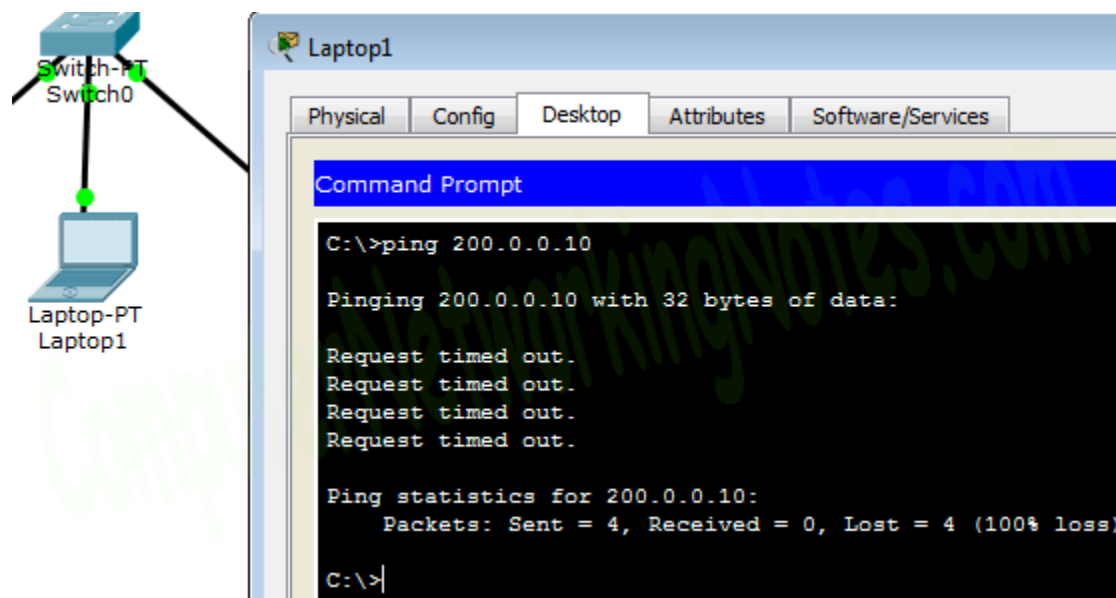 Switch-PT
Switch0
Laptop-PT
Laptop1
Laptop1
Physical
Config
Desktop
Attributes
Software/Services
Command Prompt
C:\>ping 200.0.0.10
Pinging 200.0.0.10 with 32 bytes of data:
Request timed out.
Request timed out.
Request timed out.
Request timed out.
Ping statistics for 200.0.0.10:
Packets: Sent = 4, Received = 0, Lost = 4 (100% loss)
C:\>
ComputerNetworkingNotes.com